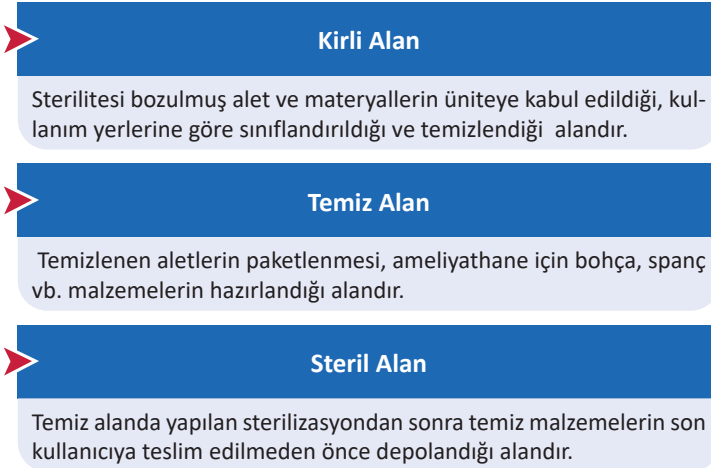 Kirli Alan
Sterilitesi bozulmuş alet ve materyallerin üniteye kabul edildiği, kul-
lanım yerlerine göre sınıflandırıldığı ve temizlendiği alandır.
Temiz Alan
Temizlenen aletlerin paketlenmesi, ameliyathane için bohça, spanç
vb. malzemelerin hazırlandığı alandır.
Steril Alan
Temiz alanda yapılan sterilizasyondan sonra temiz malzemelerin son
kullanıcıya teslim edilmeden önce depolandığı alandır.